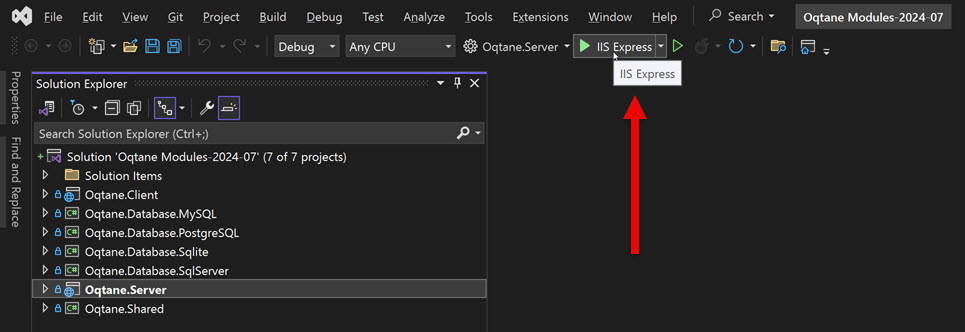 File Edit View Git Project Build Debug Test Analyze Tools Extensions Window Help Search Oqtane Modules-2024-07
Debug Any CPU Oqtane.Server IIS Express
IIS Express
Properties
Find and Replace
Solution Explorer
Search Solution Explorer (Ctrl+;)
Solution 'Oqtane Modules-2024-07' (7 of 7 projects)
Solution Items
Oqtane.Client
C# Oqtane.Database.MySQL
C# Oqtane.Database.PostgreSQL
C# Oqtane.Database.Sqlite
C# Oqtane.Database.SqlServer
Oqtane.Server
C# Oqtane.Shared